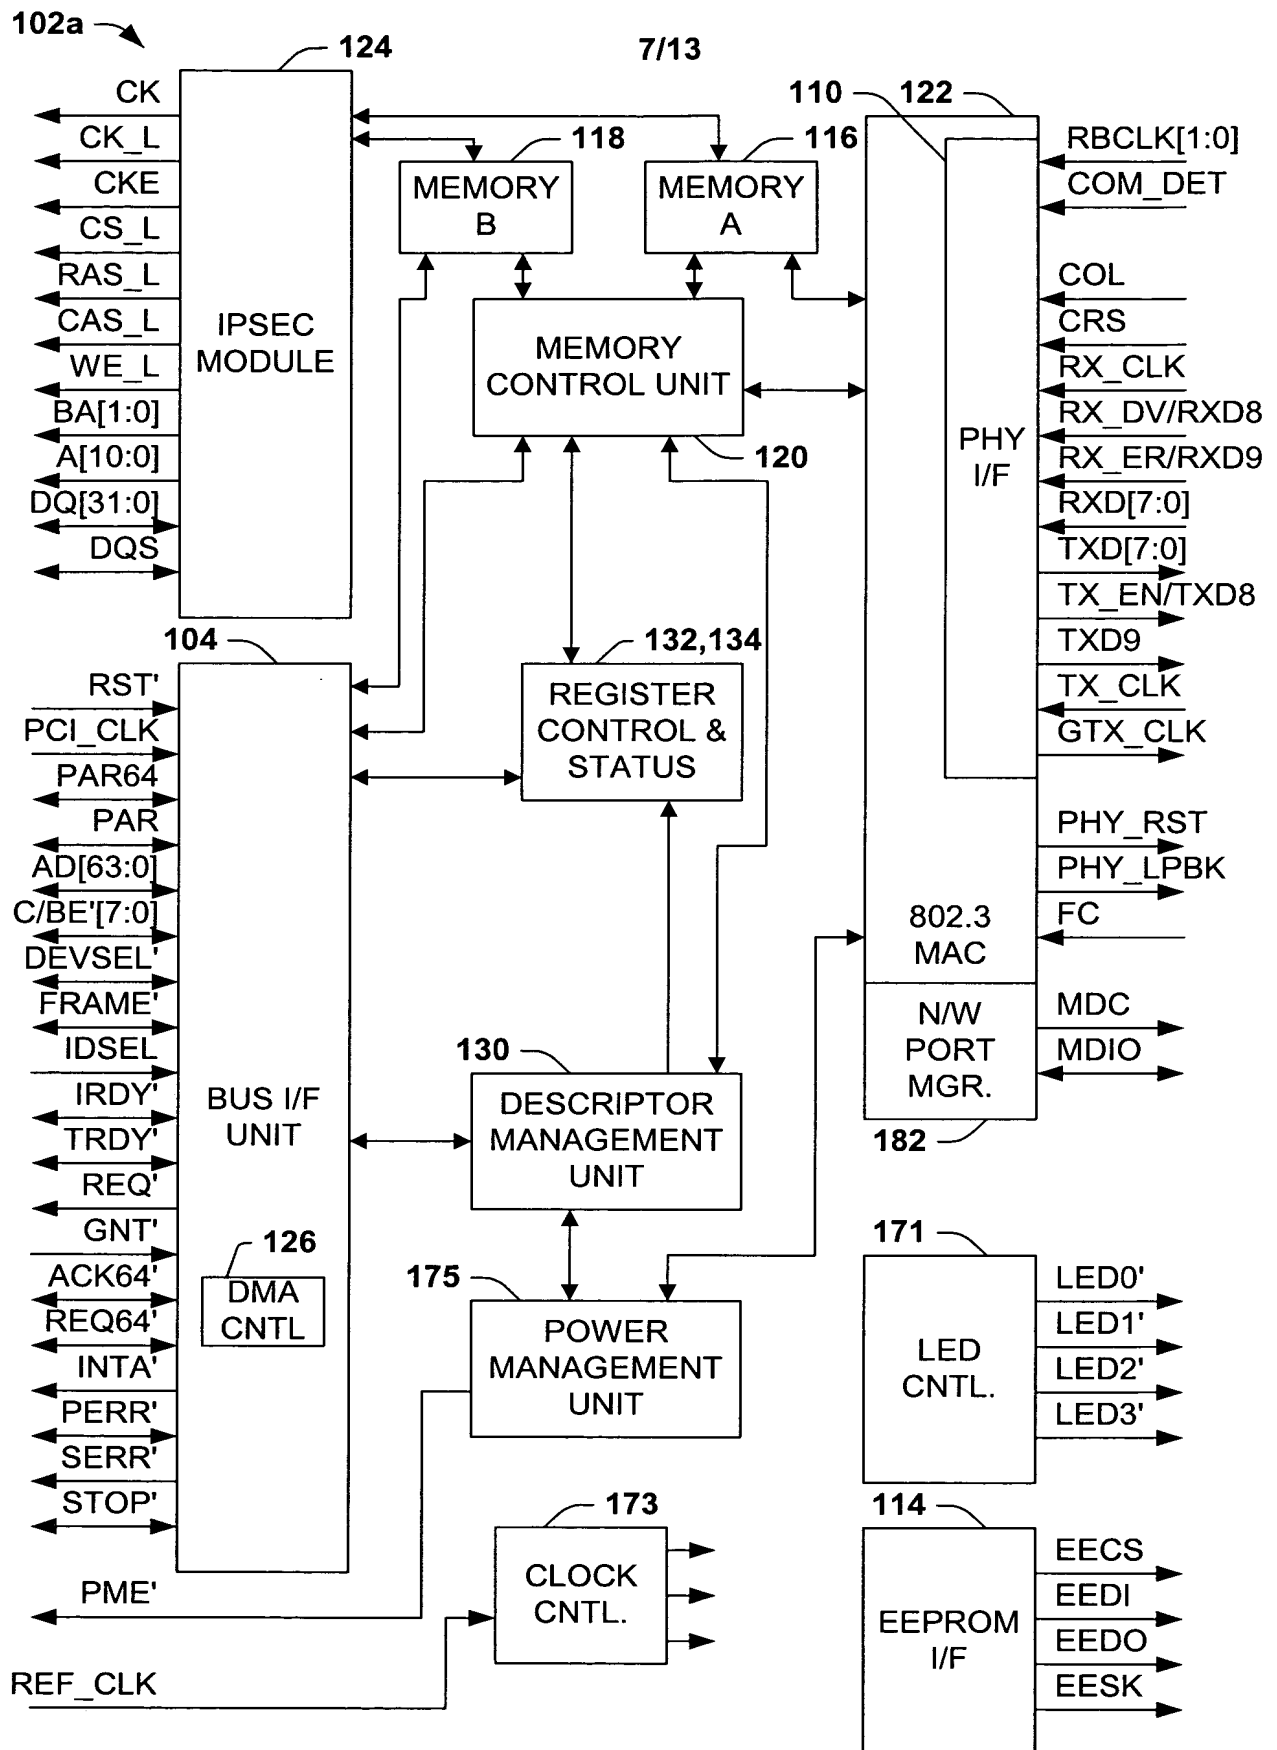 102a
7/13
124
CK
CK_L
CKE
CS_L
RAS_L
CAS_L
WE_L
BA[1:0]
A[10:0]
DQ[31:0]
DQS
IPSEC
MODULE
118
MEMORY
B
116
MEMORY
A
MEMORY
CONTROL UNIT
120
110
122
PHY
I/F
RBCLK[1:0]
COM_DET
COL
CRS
RX_CLK
RX_DV/RXD8
RX_ER/RXD9
RXD[7:0]
TXD[7:0]
TX_EN/TXD8
TXD9
TX_CLK
GTX_CLK
PHY_RST
PHY_LPBK
FC
802.3
MAC
N/W
PORT
MGR.
MDC
MDIO
182
104
RST'
PCI_CLK
PAR64
PAR
AD[63:0]
C/BE'[7:0]
DEVSEL'
FRAME'
IDSEL
IRDY'
TRDY'
REQ'
GNT'
ACK64'
REQ64'
INTA'
PERR'
SERR'
STOP'
PME'
REF_CLK
BUS I/F
UNIT
126
DMA
CNTL
132,134
REGISTER
CONTROL &
STATUS
130
DESCRIPTOR
MANAGEMENT
UNIT
175
POWER
MANAGEMENT
UNIT
173
CLOCK
CNTL.
171
LED
CNTL.
LED0'
LED1'
LED2'
LED3'
114
EEPROM
I/F
EECS
EEDI
EEDO
EESK